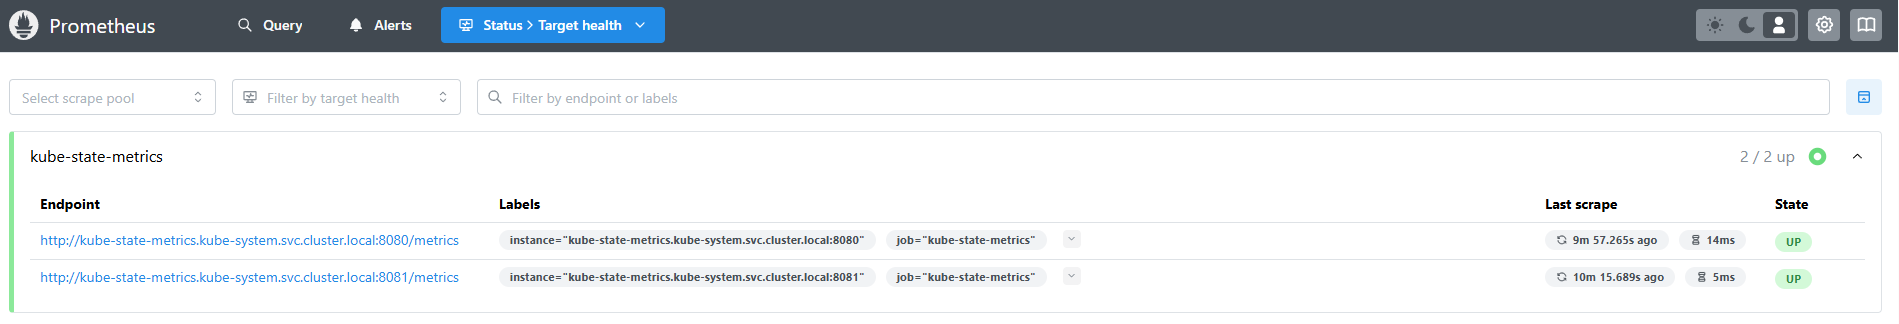 Prometheus Query Alerts Status > Target health
Select scrape pool Filter by target health Filter by endpoint or labels
kube-state-metrics 2 / 2 up
Endpoint Labels Last scrape State
http://kube-state-metrics.kube-system.svc.cluster.local:8080/metrics instance="kube-state-metrics.kube-system.svc.cluster.local:8080" job="kube-state-metrics" 9m 57.265s ago 14ms UP
http://kube-state-metrics.kube-system.svc.cluster.local:8081/metrics instance="kube-state-metrics.kube-system.svc.cluster.local:8081" job="kube-state-metrics" 10m 15.689s ago 5ms UP